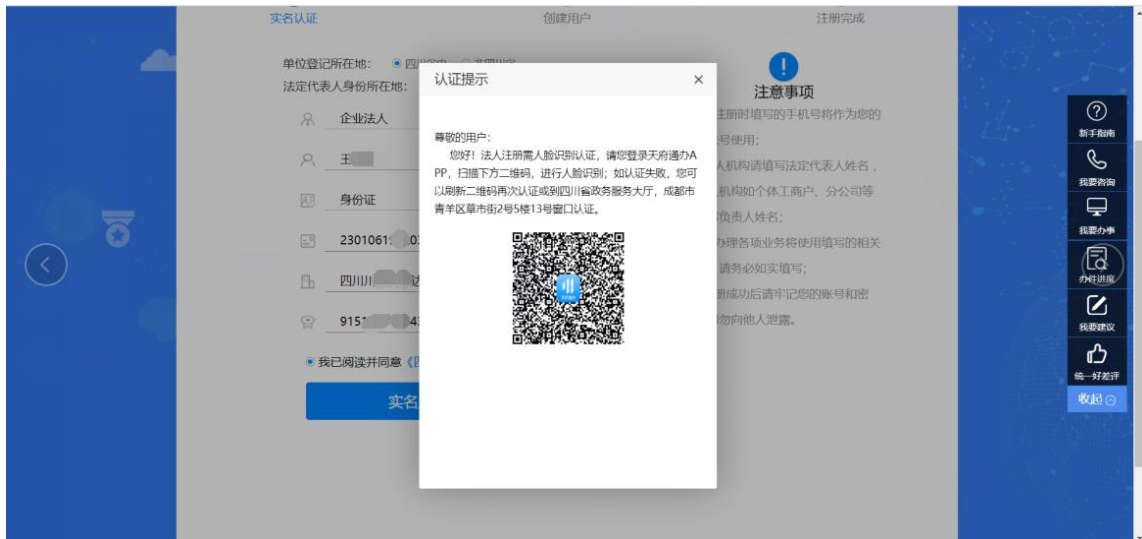 实名认证
创建用户
注册完成
单位登记所在地：
法定代表人身份所在地：
企业法人
王
身份证
2301061
四川川
915
我已阅读并同意
实名
认证提示
×
尊敬的用户：
您好！法人注册需人脸识别认证，请您登录天府通办A
PP，扫描下方二维码，进行人脸识别；如认证失败，您可
以刷新二维码再次认证或到四川省政务服务大厅，成都市
青羊区草市街2号5楼13号窗口认证。
注意事项
注册时填写的手机号将作为您的
号使用；
人机构请填写法定代表人姓名，
机构如个体工商户、分公司等
负责人姓名；
办理各项业务将使用填写的相关
请务必如实填写；
册成功后请牢记您的账号和密
勿向他人泄露。
新手指南
我要咨询
我要办事
办件进度
我要建议
统一好差评
收起